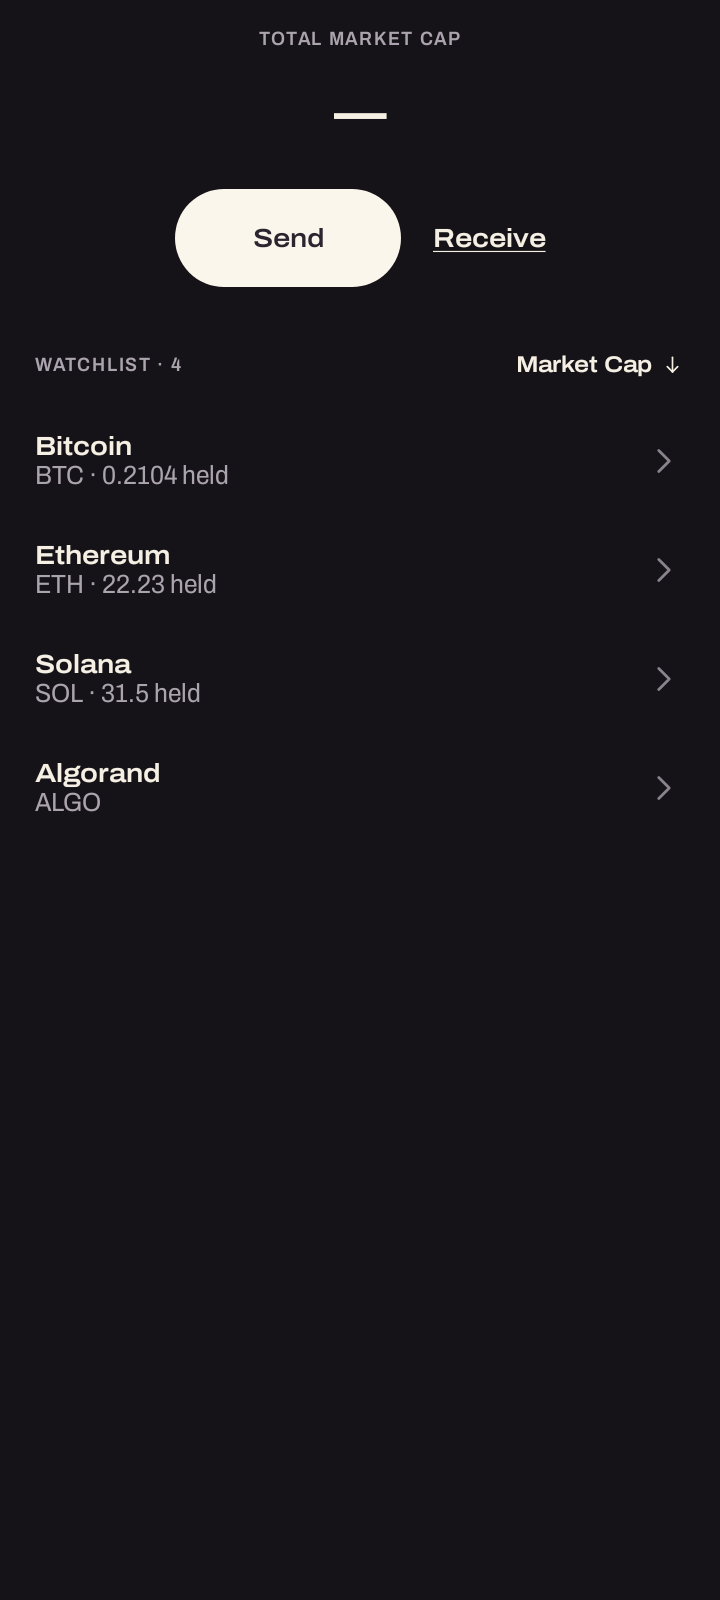 TOTAL MARKET CAP
—
Send
Receive
WATCHLIST · 4
Market Cap ↓
Bitcoin
BTC · 0.2104 held
Ethereum
ETH · 22.23 held
Solana
SOL · 31.5 held
Algorand
ALGO